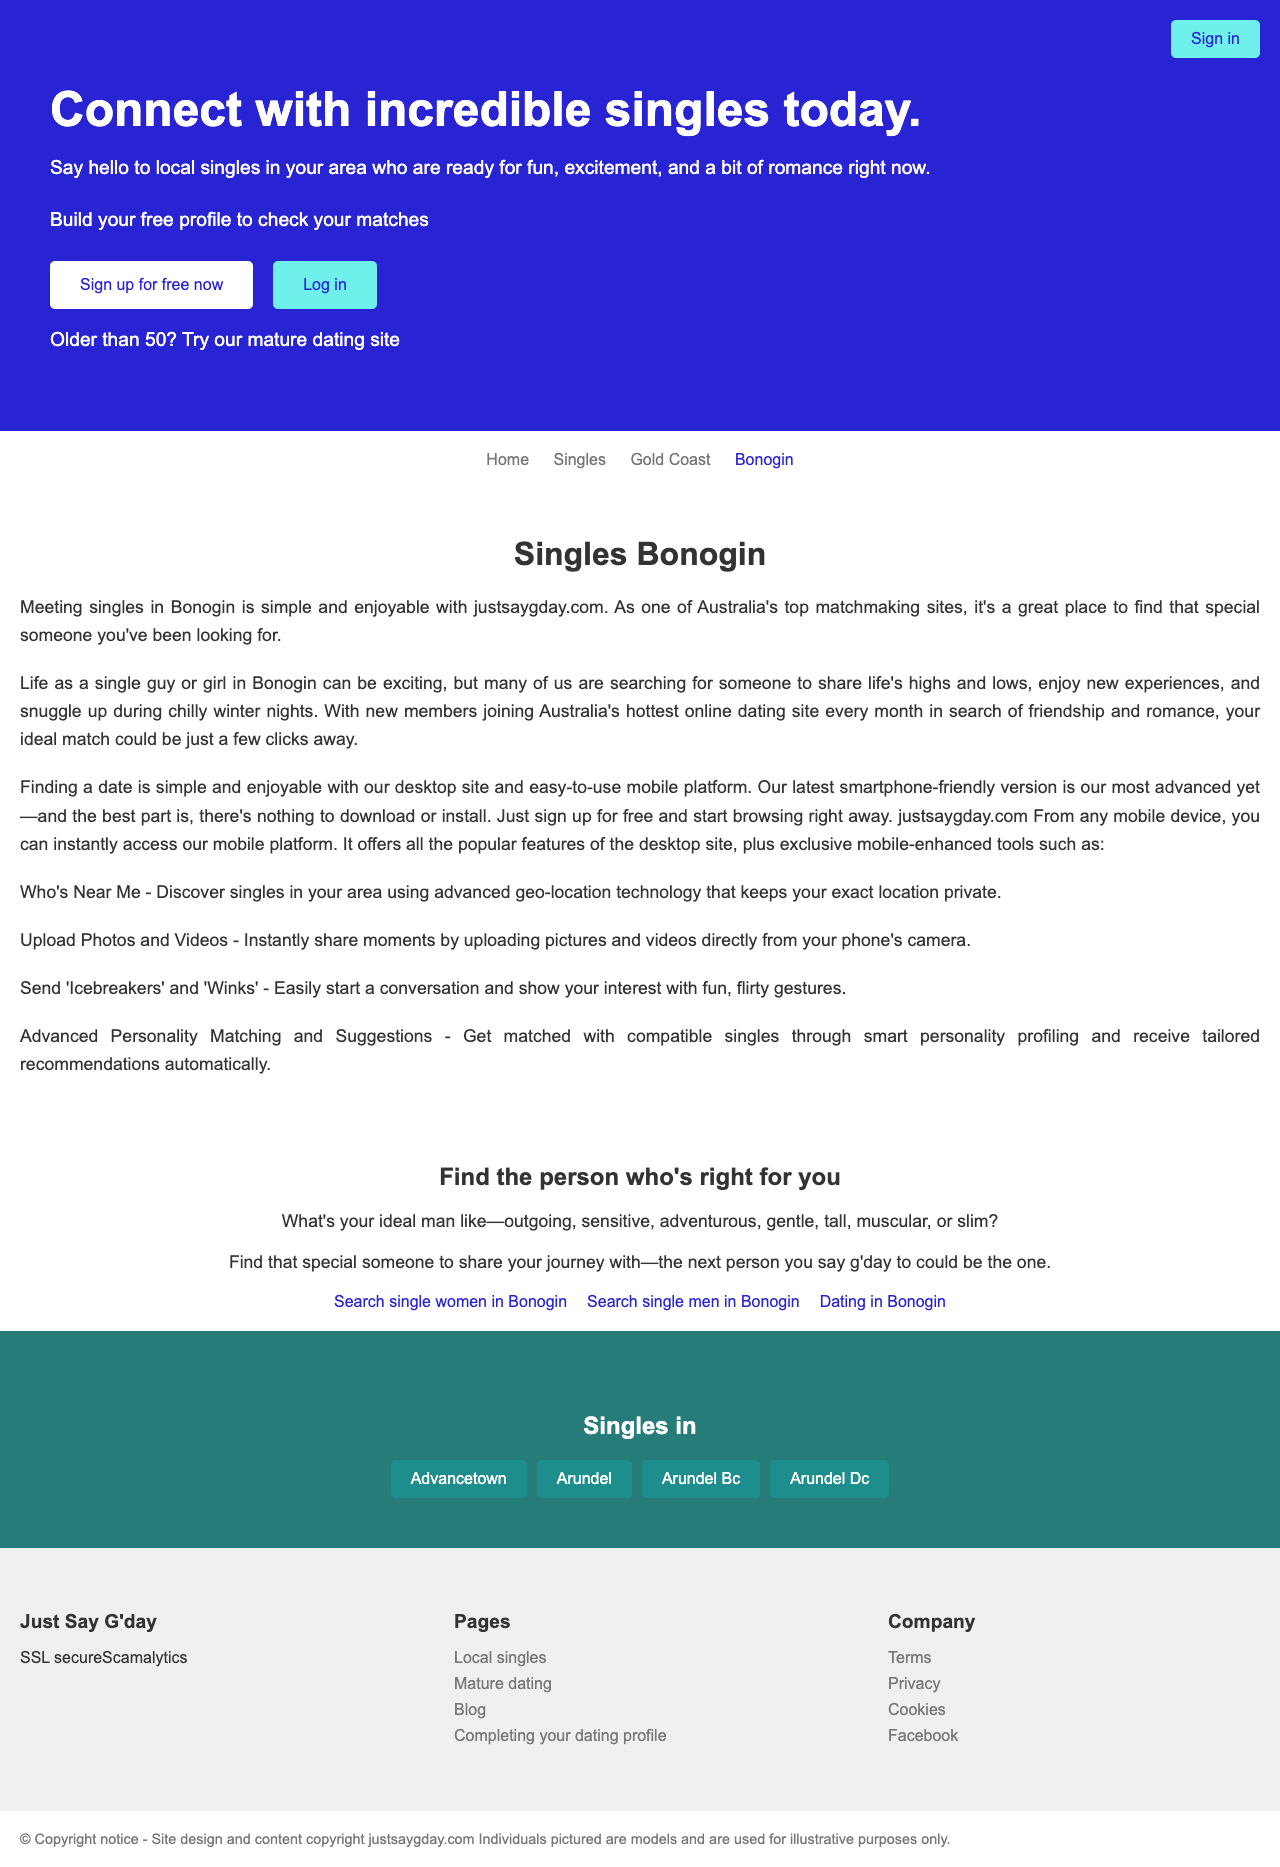 Sign in
Connect with incredible singles today.
Say hello to local singles in your area who are ready for fun, excitement, and a bit of romance right now.
Build your free profile to check your matches
Sign up for free now
Log in
Older than 50? Try our mature dating site
Home Singles Gold Coast Bonogin
Singles Bonogin
Meeting singles in Bonogin is simple and enjoyable with justsaygday.com. As one of Australia's top matchmaking sites, it's a great place to find that special
someone you've been looking for.
Life as a single guy or girl in Bonogin can be exciting, but many of us are searching for someone to share life's highs and lows, enjoy new experiences, and
snuggle up during chilly winter nights. With new members joining Australia's hottest online dating site every month in search of friendship and romance, your
ideal match could be just a few clicks away.
Finding a date is simple and enjoyable with our desktop site and easy-to-use mobile platform. Our latest smartphone-friendly version is our most advanced yet
—and the best part is, there's nothing to download or install. Just sign up for free and start browsing right away. justsaygday.com From any mobile device, you
can instantly access our mobile platform. It offers all the popular features of the desktop site, plus exclusive mobile-enhanced tools such as:
Who's Near Me - Discover singles in your area using advanced geo-location technology that keeps your exact location private.
Upload Photos and Videos - Instantly share moments by uploading pictures and videos directly from your phone's camera.
Send 'Icebreakers' and 'Winks' - Easily start a conversation and show your interest with fun, flirty gestures.
Advanced Personality Matching and Suggestions - Get matched with compatible singles through smart personality profiling and receive tailored
recommendations automatically.
Find the person who's right for you
What's your ideal man like—outgoing, sensitive, adventurous, gentle, tall, muscular, or slim?
Find that special someone to share your journey with—the next person you say g'day to could be the one.
Search single women in Bonogin Search single men in Bonogin Dating in Bonogin
Singles in
Advancetown Arundel Arundel Bc Arundel Dc
Just Say G'day
SSL secureScamalytics
Pages
Local singles
Mature dating
Blog
Completing your dating profile
Company
Terms
Privacy
Cookies
Facebook
© Copyright notice - Site design and content copyright justsaygday.com Individuals pictured are models and are used for illustrative purposes only.